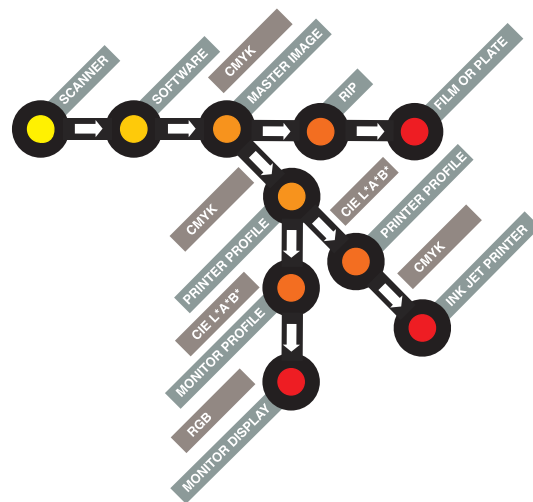 SCANNER
SOFTWARE
CMYK
MASTER IMAGE
RIP
FILM OR PLATE
CMYK
PRINTER PROFILE
CIE L*A*B*
PRINTER PROFILE
CMYK
INK JET PRINTER
CIE L*A*B*
MONITOR PROFILE
RGB
MONITOR DISPLAY